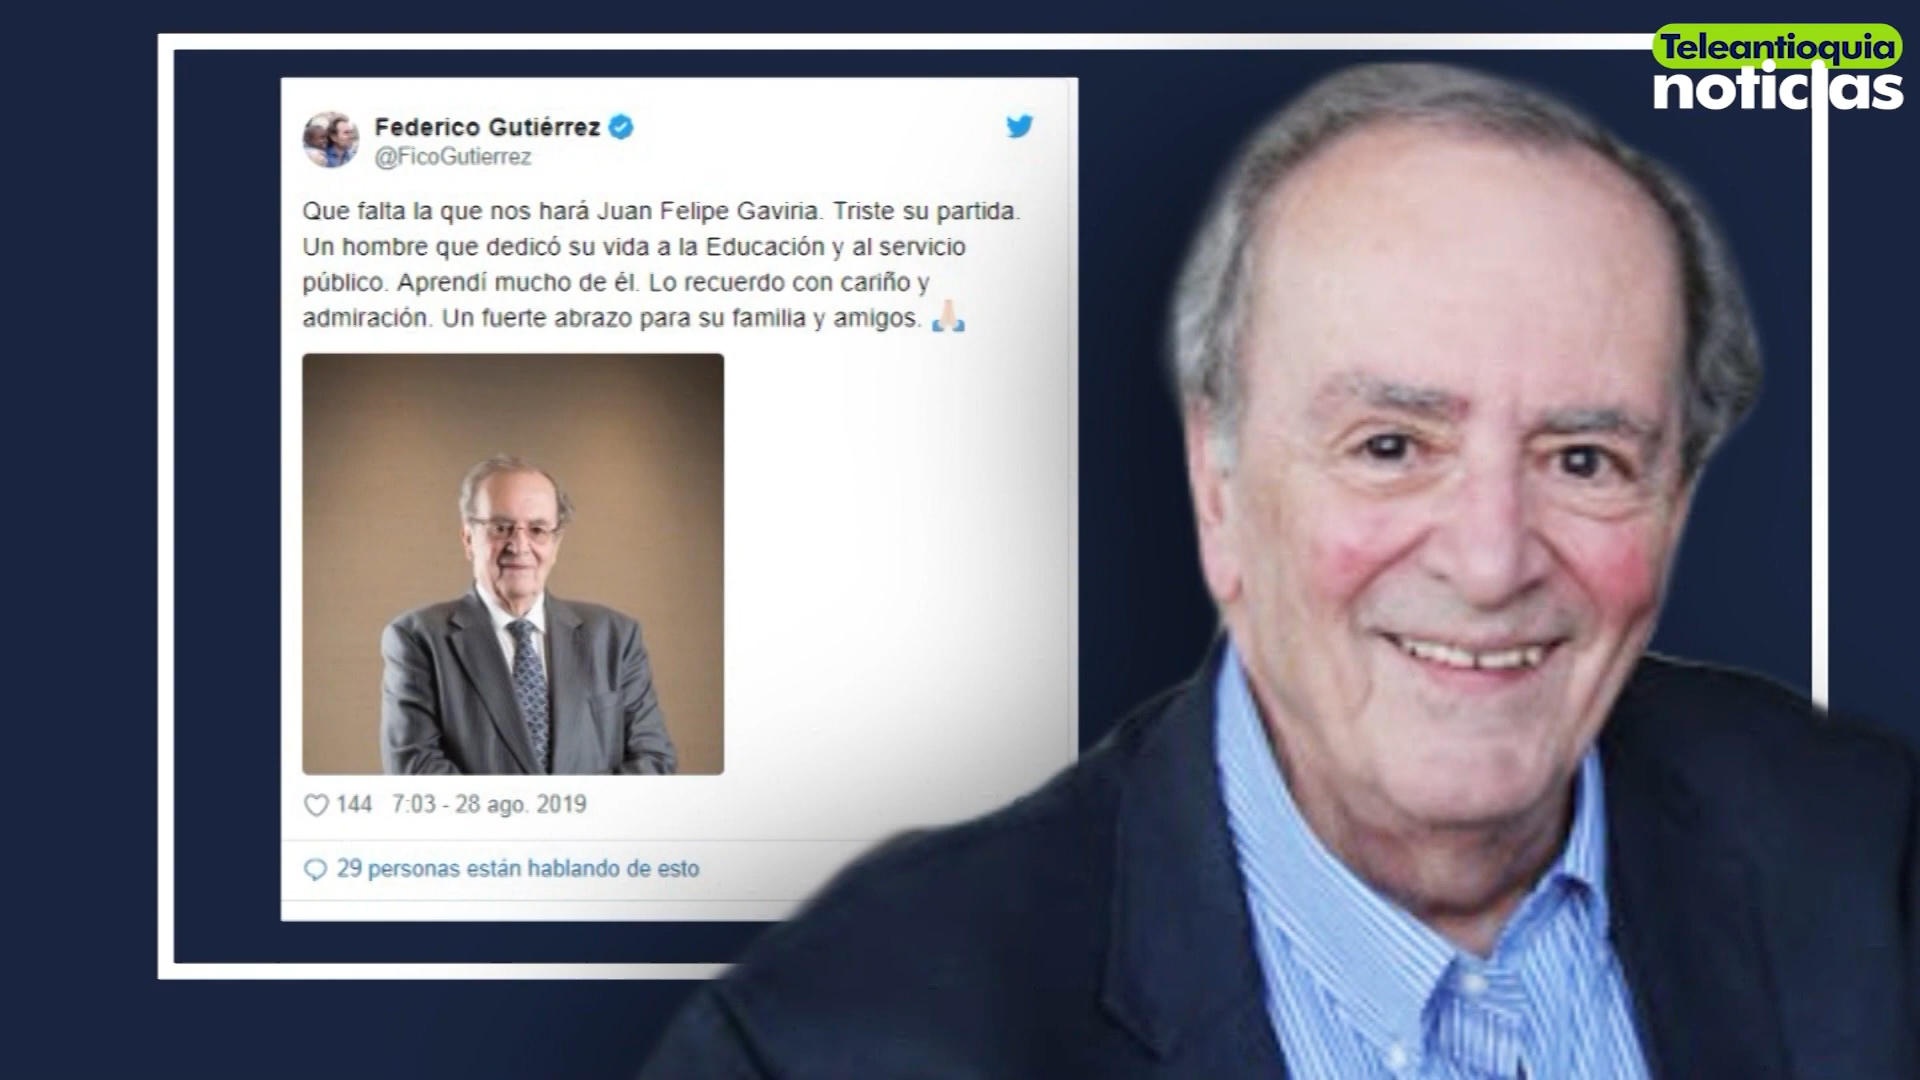 Teleantioquia
noticias
Federico Gutiérrez
@FicoGutierrez
Que falta la que nos hará Juan Felipe Gaviria. Triste su partida.
Un hombre que dedicó su vida a la Educación y al servicio
público. Aprendí mucho de él. Lo recuerdo con cariño y
admiración. Un fuerte abrazo para su familia y amigos. 🙏🏻
144 7:03 - 28 ago. 2019
29 personas están hablando de esto